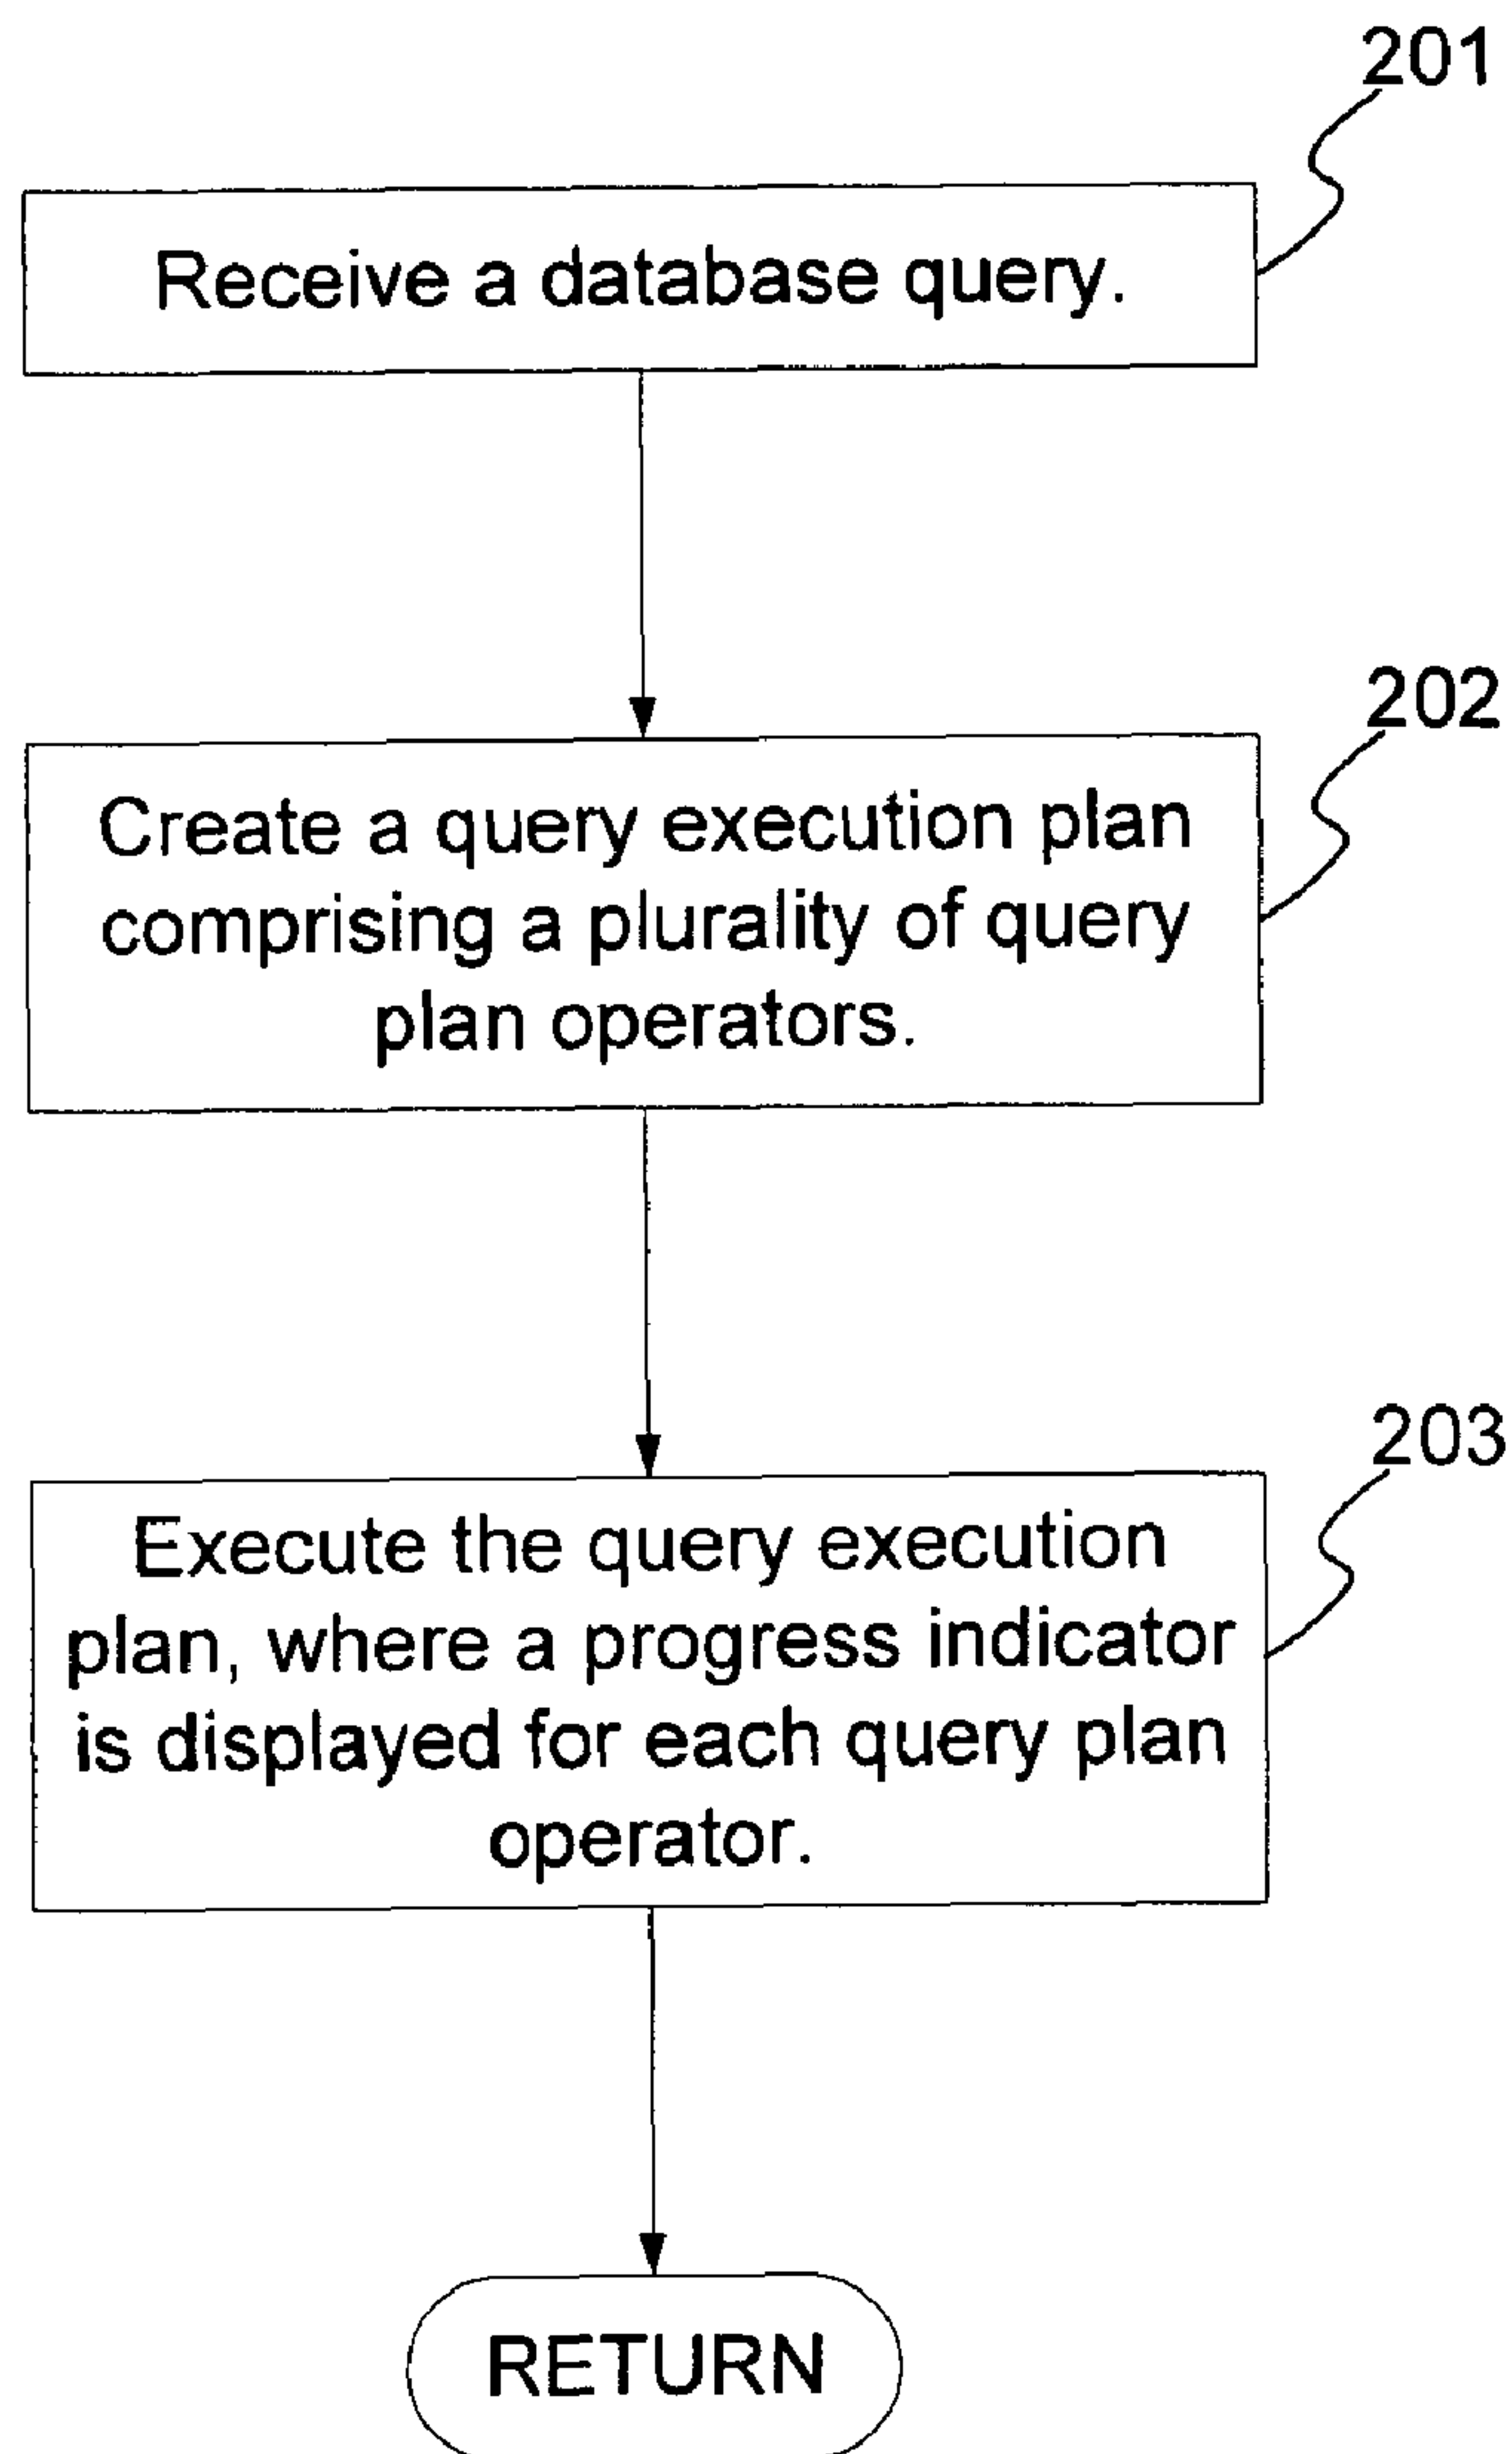 201
Receive a database query.
202
Create a query execution plan
comprising a plurality of query
plan operators.
203
Execute the query execution
plan, where a progress indicator
is displayed for each query plan
operator.
RETURN